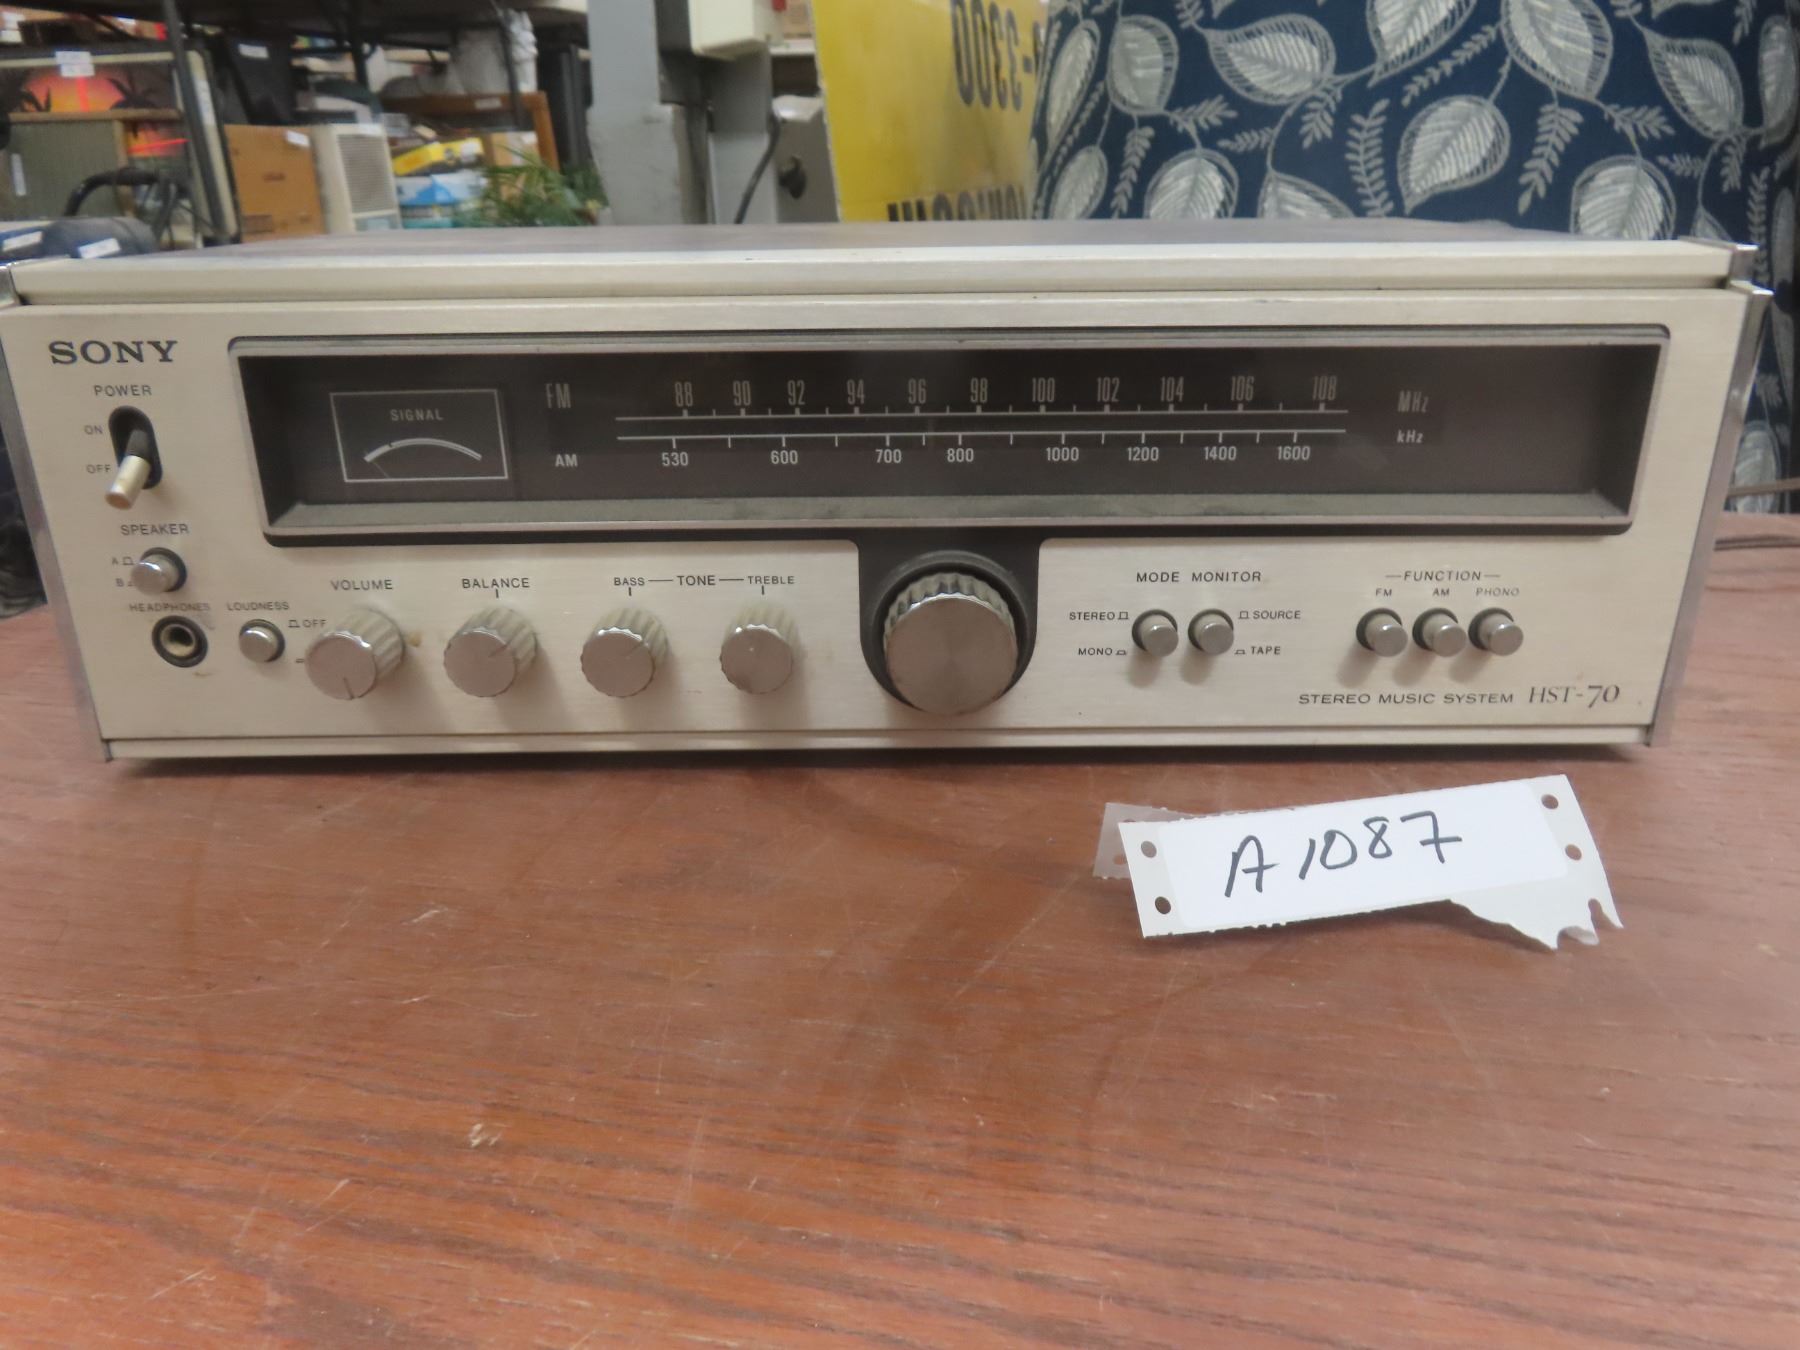 SONY
POWER
ON
OFF
SPEAKER
A
B
HEADPHONES
LOUDNESS
OFF
SIGNAL
FM 88 90 92 94 96 98 100 102 104 106 108 MHz
AM 530 600 700 800 1000 1200 1400 1600 kHz
VOLUME
BALANCE
BASS TONE TREBLE
MODE MONITOR
STEREO SOURCE
MONO TAPE
FUNCTION
FM AM PHONO
STEREO MUSIC SYSTEM HST-70
A1087
-3300